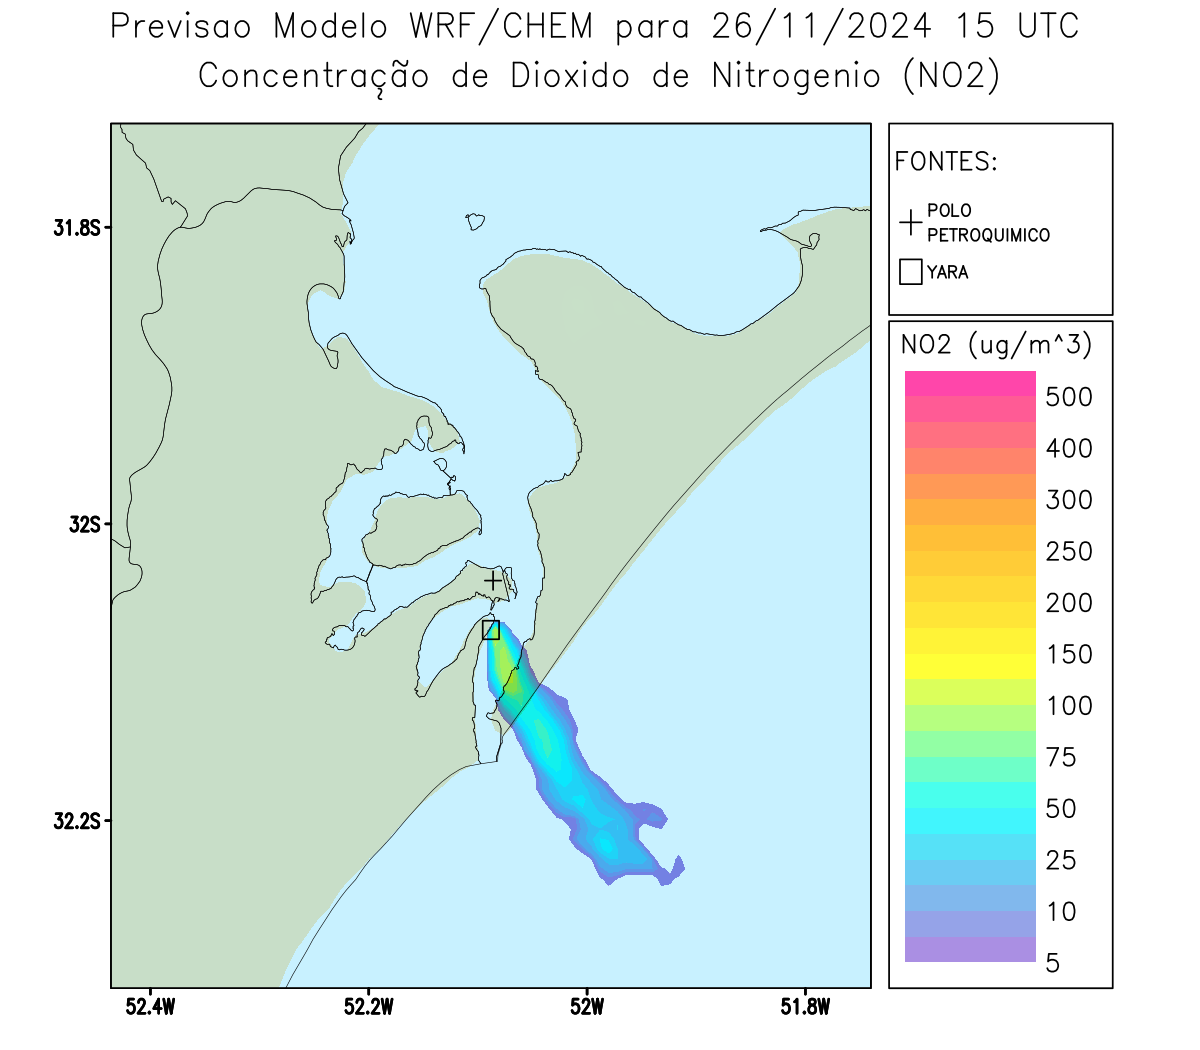 Previsao Modelo WRF/CHEM para 26/11/2024 15 UTC
Concentração de Dioxido de Nitrogenio (NO2)
FONTES:
POLO
PETROQUIMICO
YARA
NO2 (ug/m^3)
500
400
300
250
200
150
100
75
50
25
10
5
31.8S
32S
32.2S
52.4W
52.2W
52W
51.8W